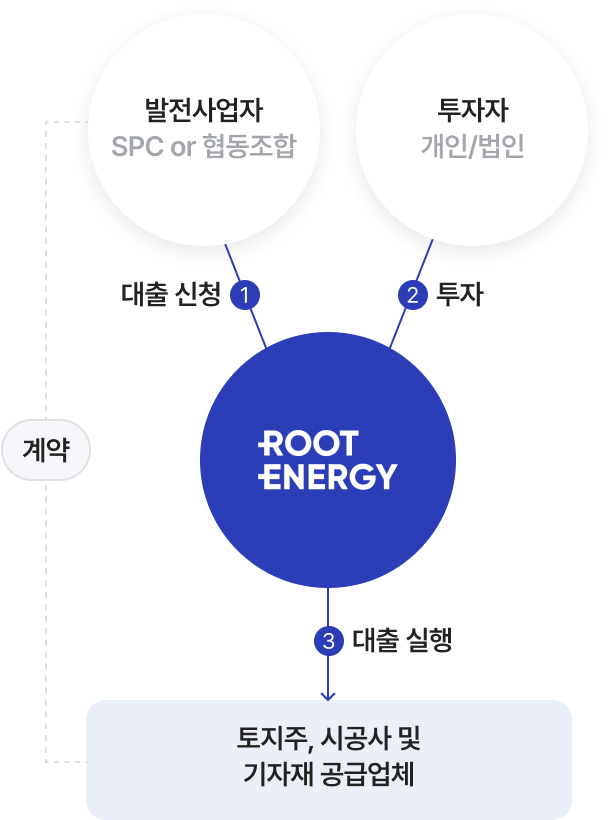 발전사업자
SPC or 협동조합
투자자
개인/법인
대출 신청 1
2 투자
계약
ROOT
ENERGY
3 대출 실행
토지주, 시공사 및
기자재 공급업체